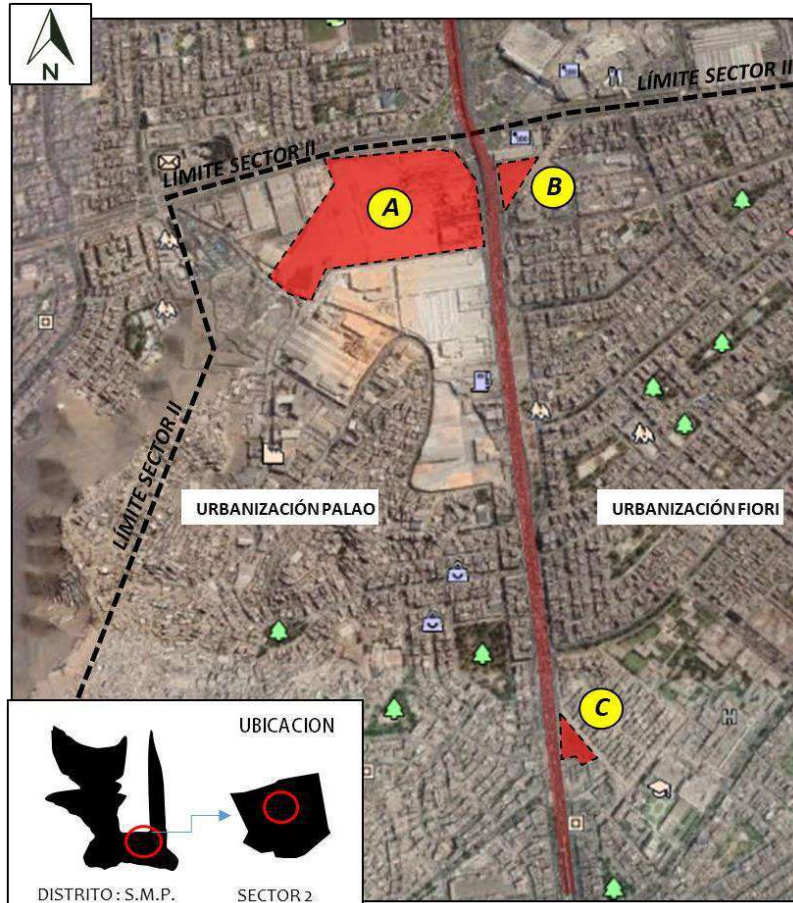 N
LÍMITE SECTOR II
LÍMITE SECTOR II
A
B
LÍMITE SECTOR II
URBANIZACIÓN PALAO
URBANIZACIÓN FIORI
C
H
UBICACION
DISTRITO : S.M.P.
SECTOR 2